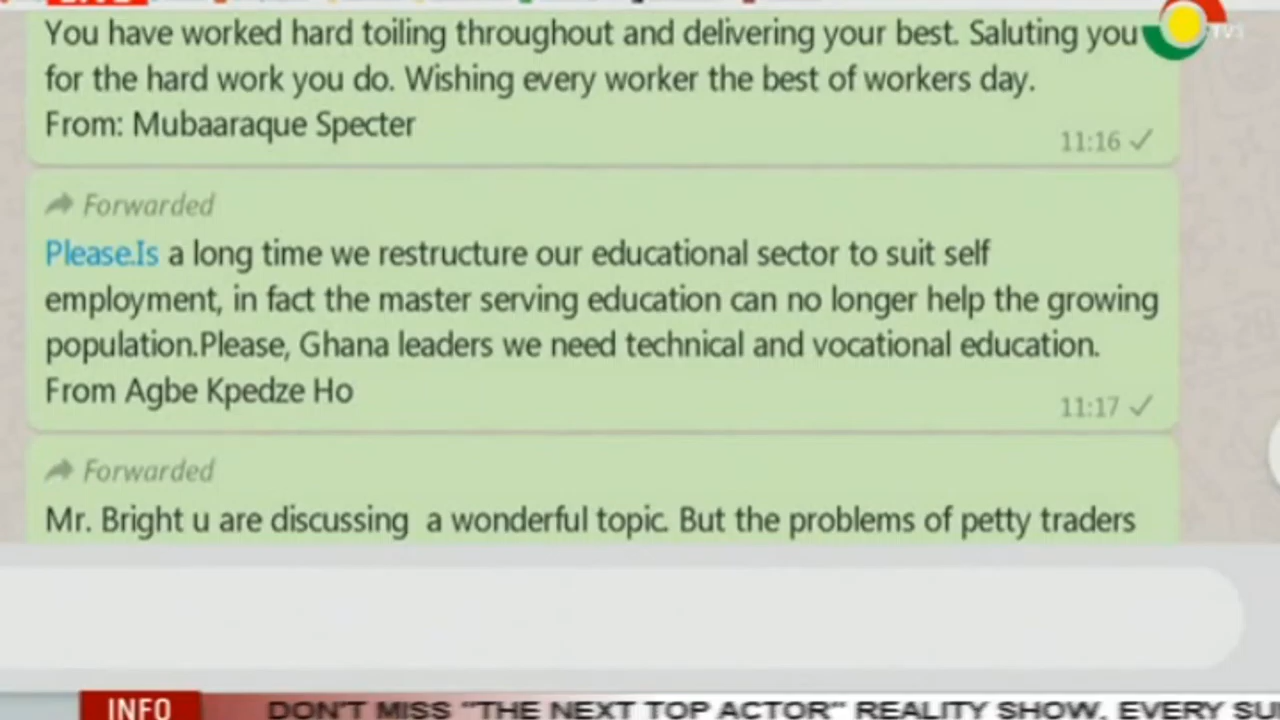 You have worked hard toiling throughout and delivering your best. Saluting you
for the hard work you do. Wishing every worker the best of workers day.
From: Mubaaraque Specter
11:16
Forwarded
Please.Is a long time we restructure our educational sector to suit self
employment, in fact the master serving education can no longer help the growing
population.Please, Ghana leaders we need technical and vocational education.
From Agbe Kpedze Ho
11:17
Forwarded
Mr. Bright u are discussing  a wonderful topic. But the problems of petty traders
INFO DON'T MISS "THE NEXT TOP ACTOR" REALITY SHOW, EVERY SU